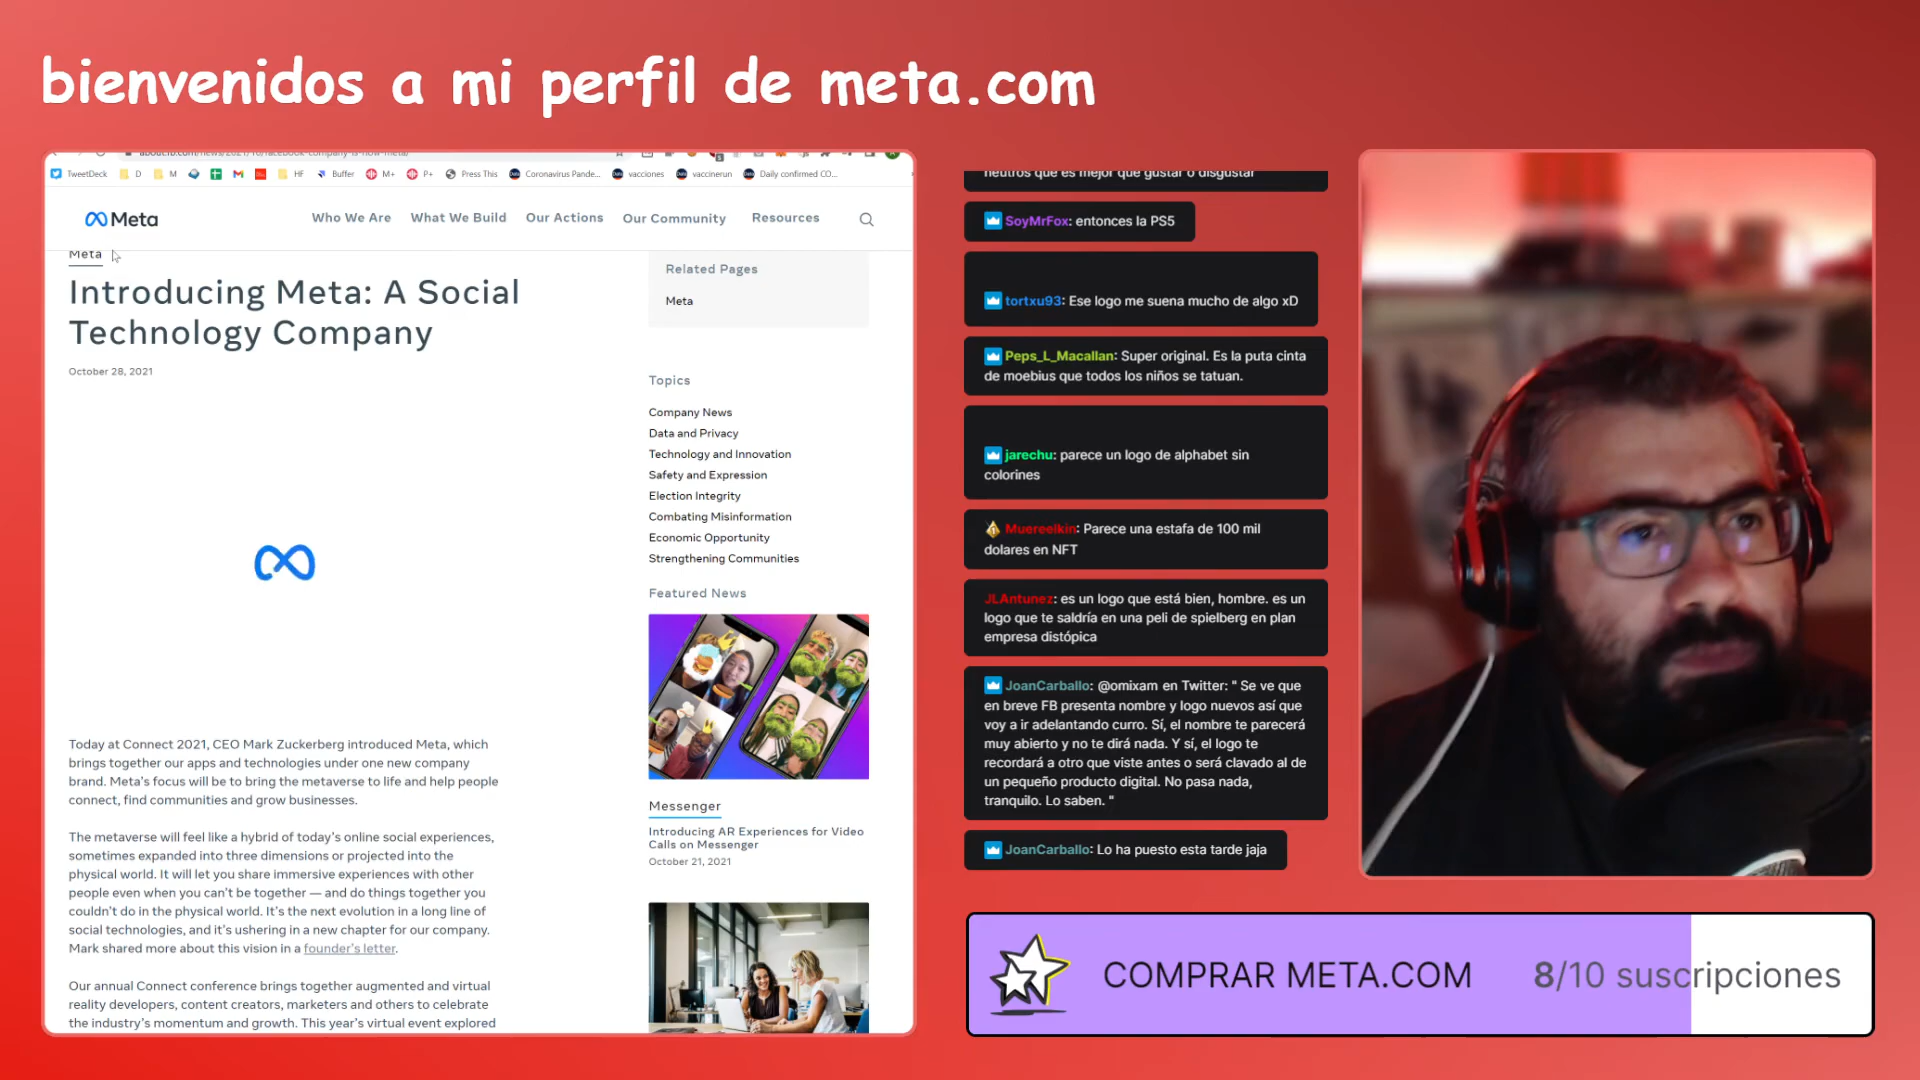 bienvenidos a mi perfil de meta.com
TweetDeck D M HF Buffer M+ P+ Press This Coronavirus Pande... vacciones vaccinerun Daily confirmed CO...
Meta
Who We Are What We Build Our Actions Our Community Resources
Meta
Introducing Meta: A Social
Technology Company
October 28, 2021
Today at Connect 2021, CEO Mark Zuckerberg introduced Meta, which
brings together our apps and technologies under one new company
brand. Meta's focus will be to bring the metaverse to life and help people
connect, find communities and grow businesses.
The metaverse will feel like a hybrid of today's online social experiences,
sometimes expanded into three dimensions or projected into the
physical world. It will let you share immersive experiences with other
people even when you can't be together — and do things together you
couldn't do in the physical world. It's the next evolution in a long line of
social technologies, and it's ushering in a new chapter for our company.
Mark shared more about this vision in a founder's letter.
Our annual Connect conference brings together augmented and virtual
reality developers, content creators, marketers and others to celebrate
the industry's momentum and growth. This year's virtual event explored
Related Pages
Meta
Topics
Company News
Data and Privacy
Technology and Innovation
Safety and Expression
Election Integrity
Combating Misinformation
Economic Opportunity
Strengthening Communities
Featured News
Messenger
Introducing AR Experiences for Video
Calls on Messenger
October 21, 2021
neutros que es mejor que gustar o disgustar
SoyMrFox: entonces la PS5
tortxu93: Ese logo me suena mucho de algo xD
Peps_L_Macallan: Super original. Es la puta cinta
de moebius que todos los niños se tatuan.
jarechu: parece un logo de alphabet sin
colorines
Muereelkin: Parece una estafa de 100 mil
dolares en NFT
JLAntunez: es un logo que está bien, hombre. es un
logo que te saldría en una peli de spielberg en plan
empresa distópica
JoanCarballo: @omixam en Twitter: " Se ve que
en breve FB presenta nombre y logo nuevos así que
voy a ir adelantando curro. Sí, el nombre te parecerá
muy abierto y no te dirá nada. Y sí, el logo te
recordará a otro que viste antes o será clavado al de
un pequeño producto digital. No pasa nada,
tranquilo. Lo saben. "
JoanCarballo: Lo ha puesto esta tarde jaja
COMPRAR META.COM 8/10 suscripciones